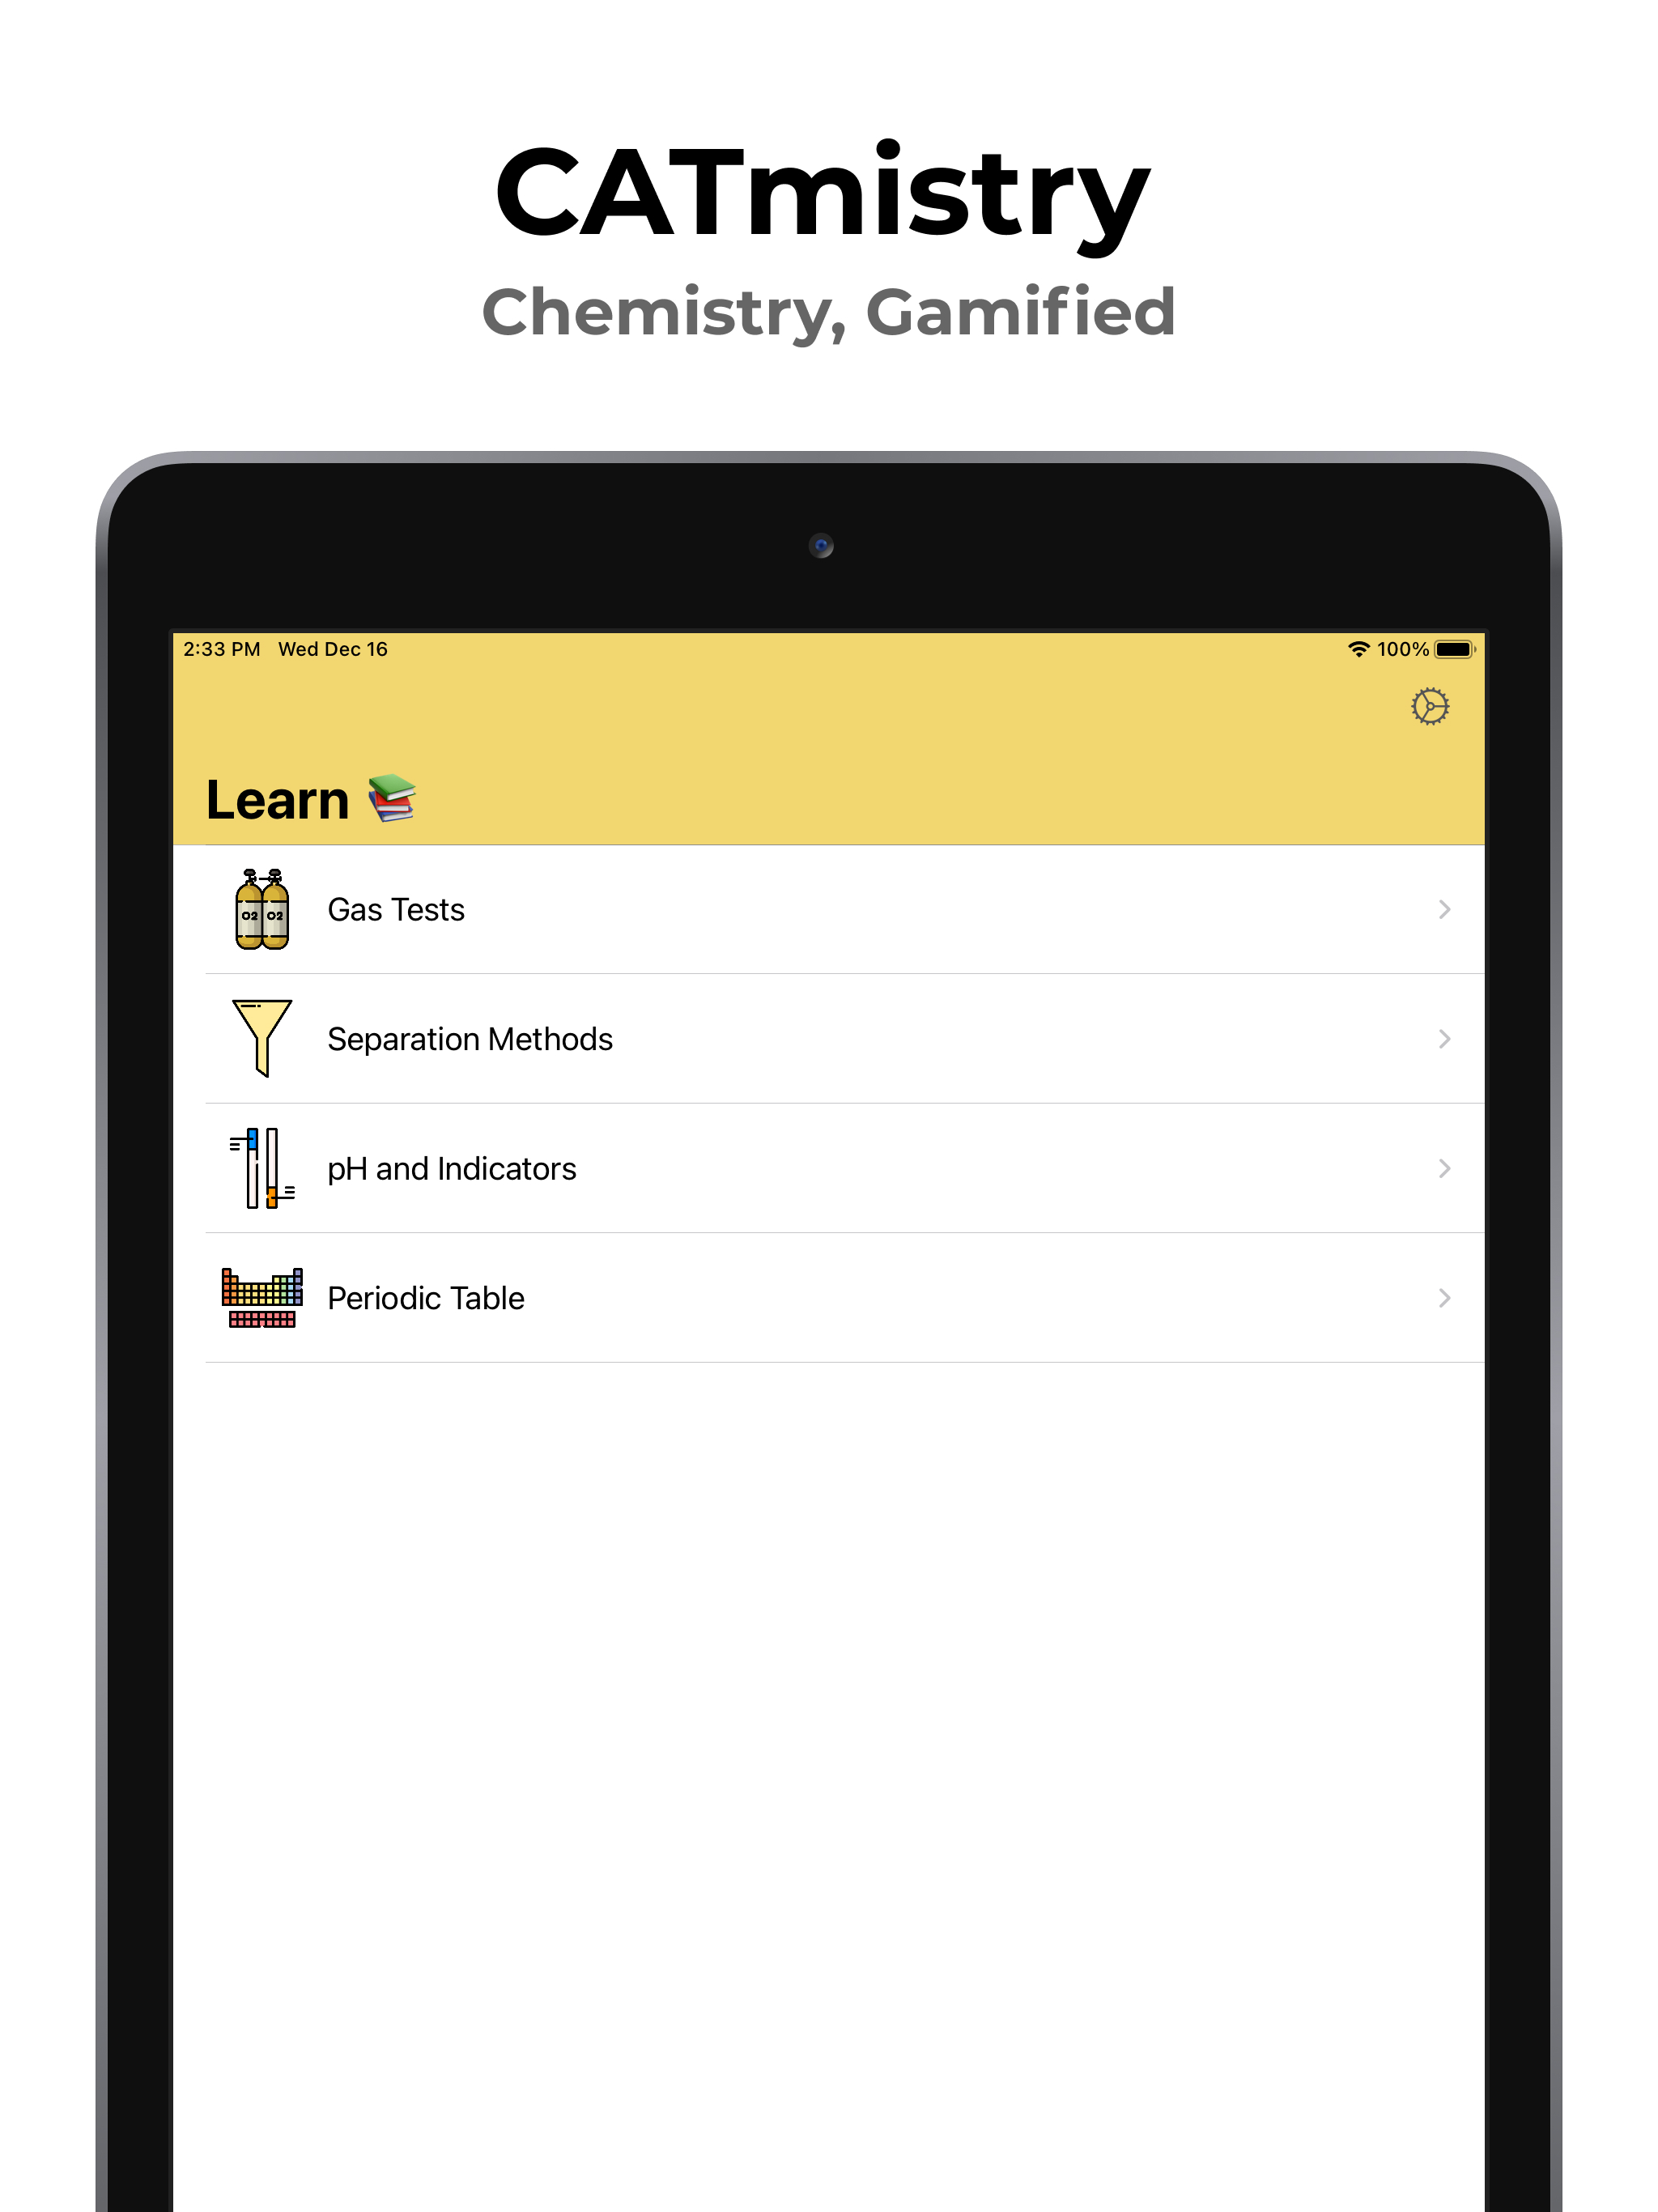 CATmistry
Chemistry, Gamified
2:33 PM Wed Dec 16 100%
Learn 📚
O2 O2 Gas Tests
Separation Methods
pH and Indicators
Periodic Table